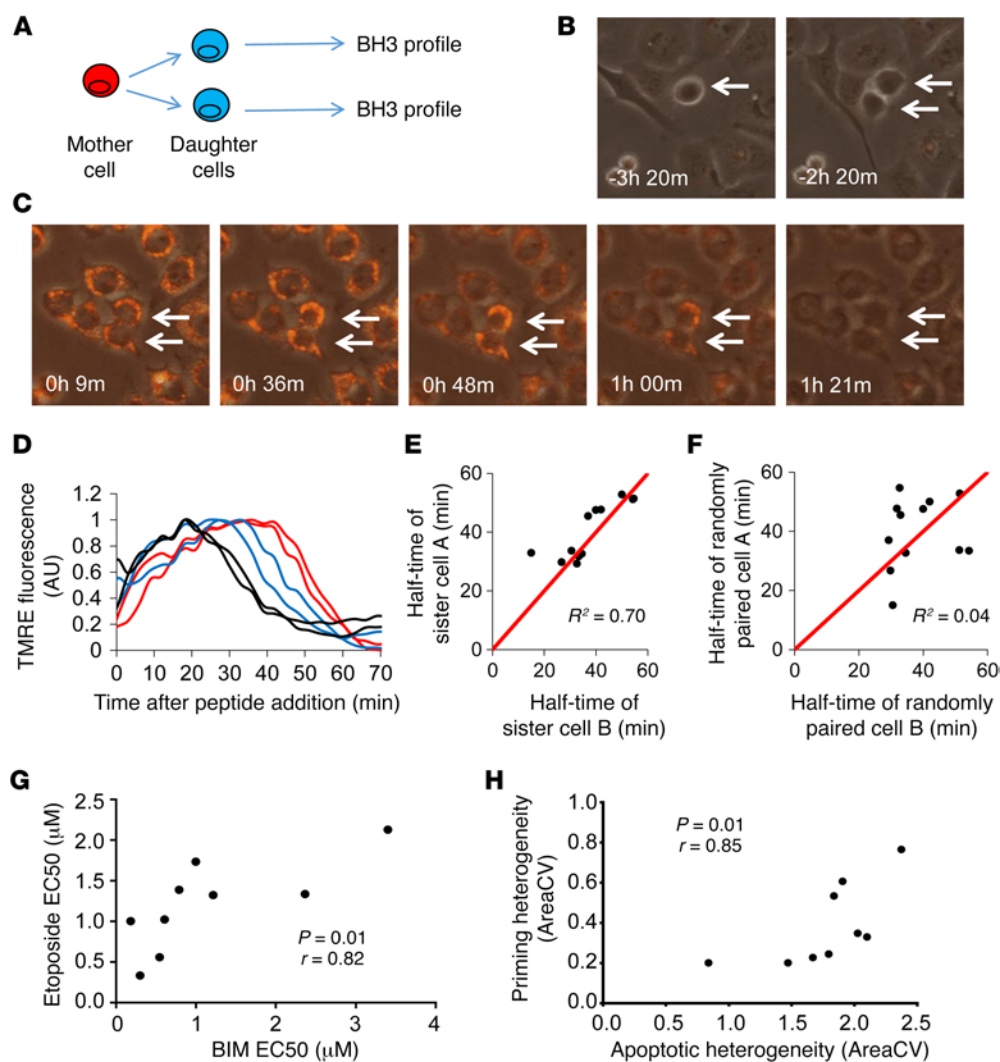 A
Mother
cell
Daughter
cells
BH3 profile
BH3 profile
B
-3h 20m
-2h 20m
C
0h 9m
0h 36m
0h 48m
1h 00m
1h 21m
D
TMRE fluorescence
(AU)
1.2
1
0.8
0.6
0.4
0.2
0
0 10 20 30 40 50 60 70
Time after peptide addition (min)
E
Half-time of
sister cell A (min)
60
40
20
0
R² = 0.70
0 20 40 60
Half-time of
sister cell B (min)
F
Half-time of randomly
paired cell A (min)
60
40
20
0
R² = 0.04
0 20 40 60
Half-time of randomly
paired cell B (min)
G
Etoposide EC50 (μM)
2.5
2.0
1.5
1.0
0.5
0.0
P = 0.01
r = 0.82
0 1 2 3 4
BIM EC50 (μM)
H
Priming heterogeneity
(AreaCV)
1.0
0.8
0.6
0.4
0.2
0.0
P = 0.01
r = 0.85
0.0 0.5 1.0 1.5 2.0 2.5
Apoptotic heterogeneity (AreaCV)